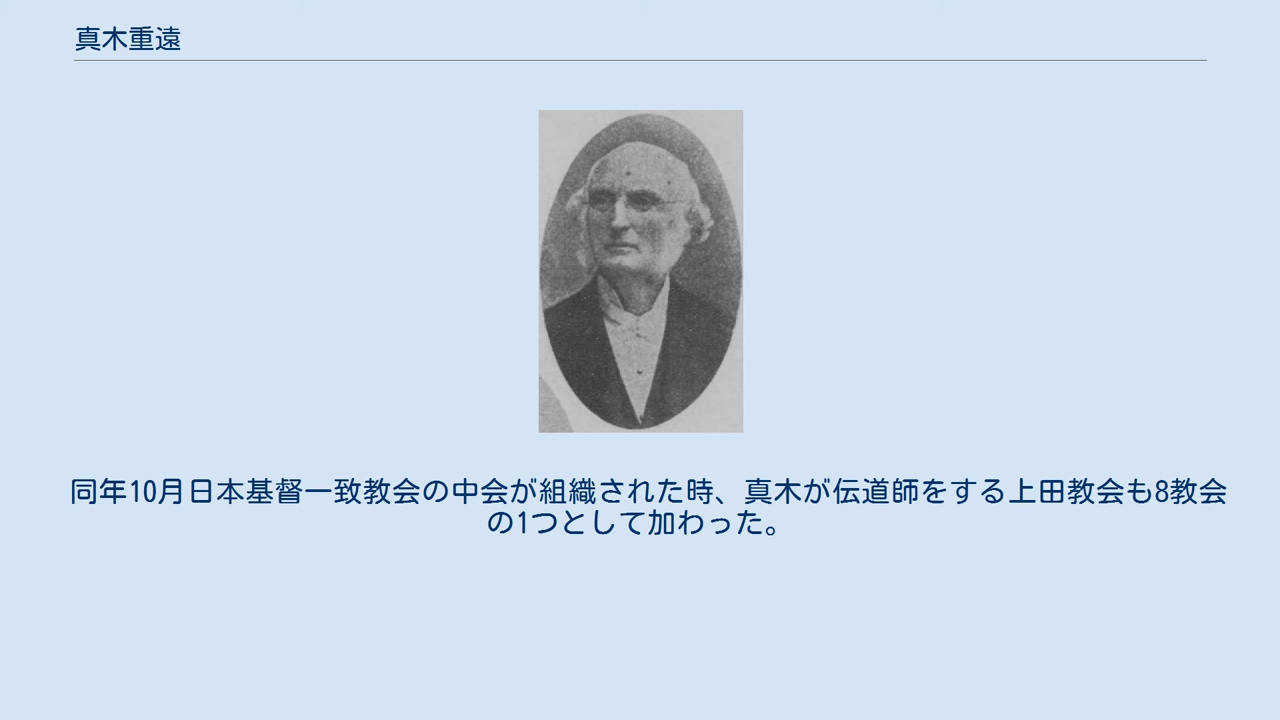 真木重遠
同年10月日本基督一致教会の中会が組織された時、真木が伝道師をする上田教会も8教会
の1つとして加わった。